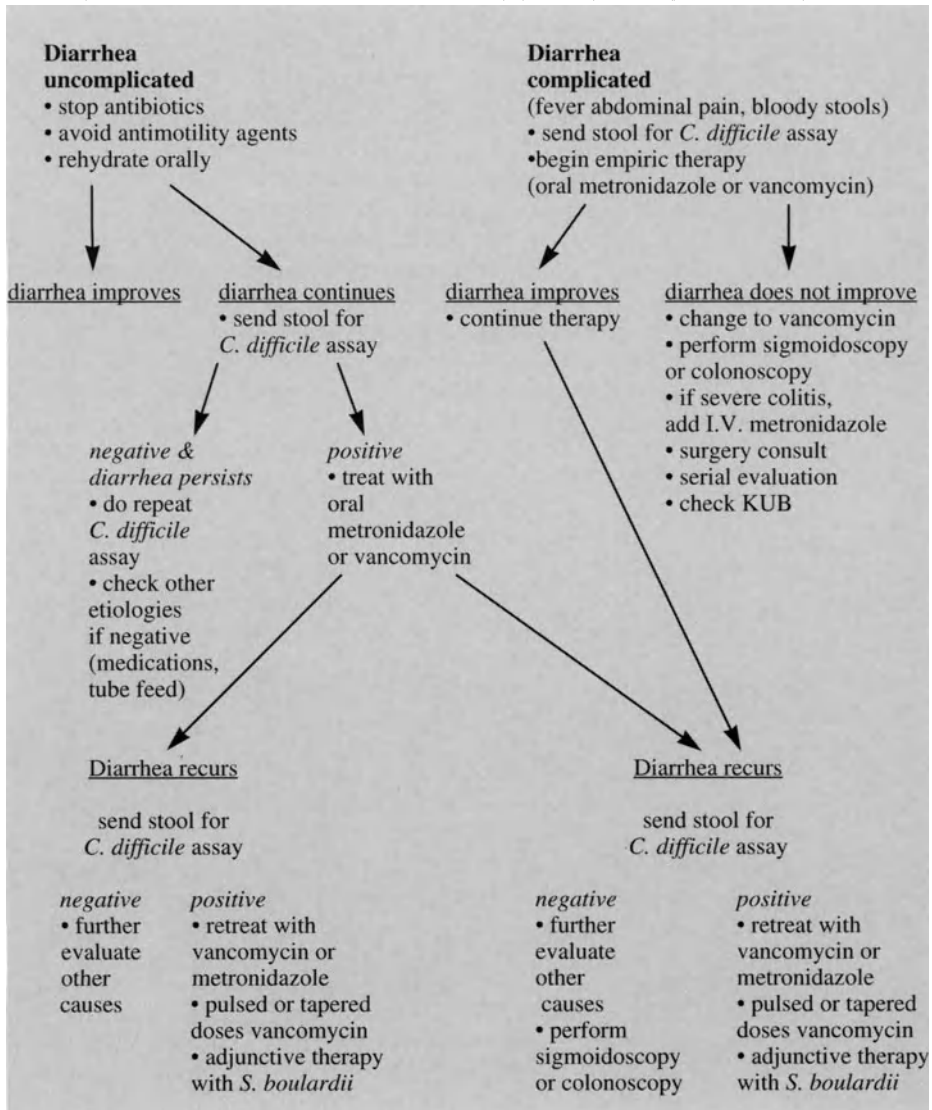 Diarrhea
uncomplicated
• stop antibiotics
• avoid antimotility agents
• rehydrate orally
Diarrhea
complicated
(fever abdominal pain, bloody stools)
• send stool for C. difficile assay
•begin empiric therapy
(oral metronidazole or vancomycin)
diarrhea improves
diarrhea continues
• send stool for
C. difficile assay
diarrhea improves
• continue therapy
diarrhea does not improve
• change to vancomycin
• perform sigmoidoscopy
or colonoscopy
• if severe colitis,
add I.V. metronidazole
• surgery consult
• serial evaluation
• check KUB
negative &
diarrhea persists
• do repeat
C. difficile
assay
• check other
etiologies
if negative
(medications,
tube feed)
positive
• treat with
oral
metronidazole
or vancomycin
Diarrhea recurs
send stool for
C. difficile assay
negative
• further
evaluate
other
causes
positive
• retreat with
vancomycin or
metronidazole
• pulsed or tapered
doses vancomycin
• adjunctive therapy
with S. boulardii
Diarrhea recurs
send stool for
C. difficile assay
negative
• further
evaluate
other
causes
• perform
sigmoidoscopy
or colonoscopy
positive
• retreat with
vancomycin or
metronidazole
• pulsed or tapered
doses vancomycin
• adjunctive therapy
with S. boulardii